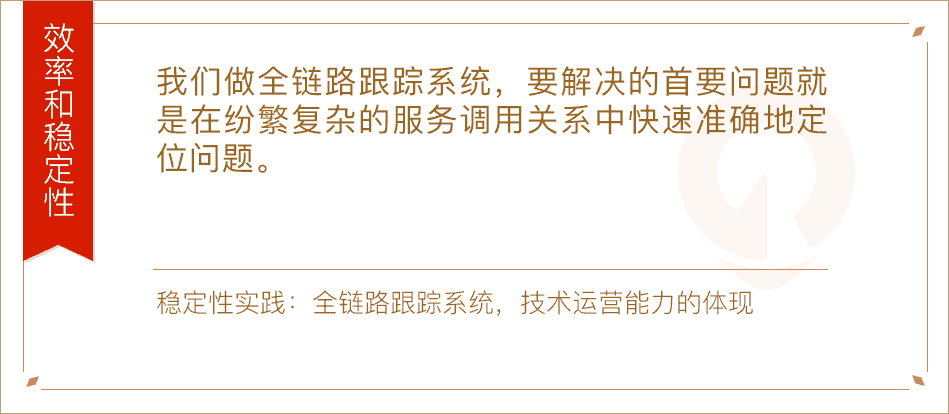 效率和稳定性
我们做全链路跟踪系统，要解决的首要问题就
是在纷繁复杂的服务调用关系中快速准确地定
位问题。
稳定性实践：全链路跟踪系统，技术运营能力的体现